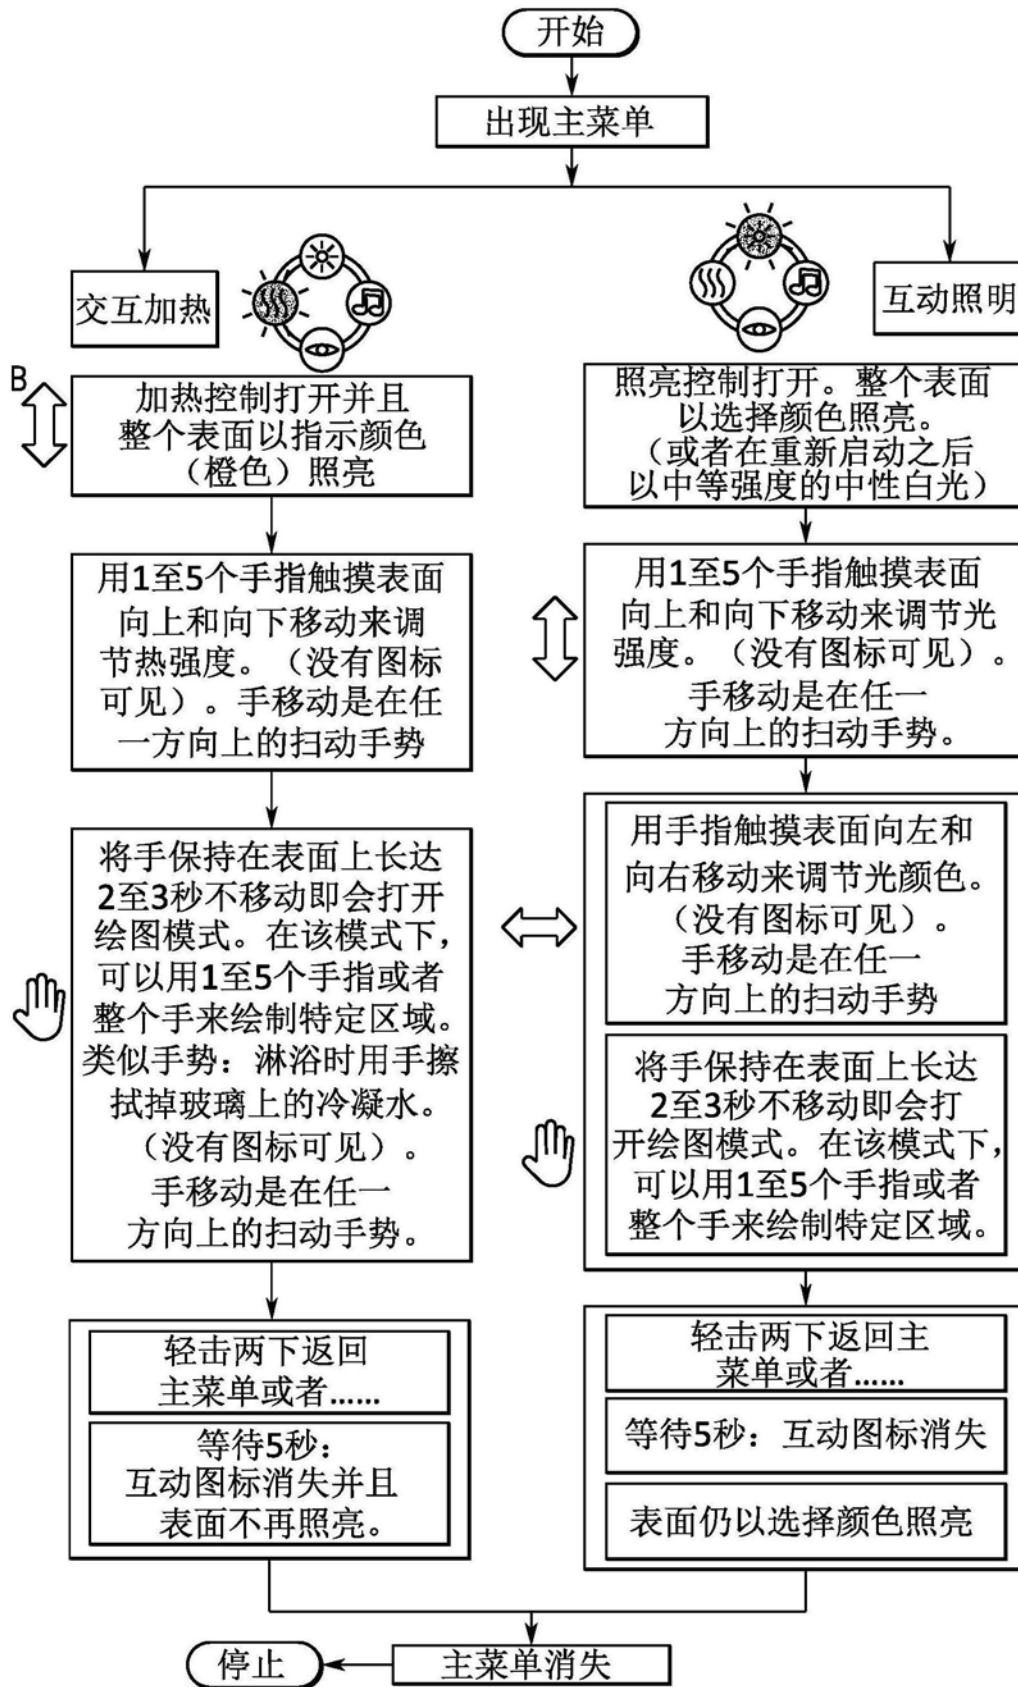 开始
出现主菜单
交互加热
互动照明
B
加热控制打开并且
整个表面以指示颜色
（橙色）照亮
用1至5个手指触摸表面
向上和向下移动来调
节热强度。（没有图标
可见）。手移动是在任
一方向上的扫动手势
将手保持在表面上长达
2至3秒不移动即会打开
绘图模式。在该模式下，
可以用1至5个手指或者
整个手来绘制特定区域。
类似手势：淋浴时用手擦
拭掉玻璃上的冷凝水。
（没有图标可见）。
手移动是在任一
方向上的扫动手势。
轻击两下返回
主菜单或者......
等待5秒：
互动图标消失并且
表面不再照亮。
照亮控制打开。整个表面
以选择颜色照亮。
（或者在重新启动之后
以中等强度的中性白光）
用1至5个手指触摸表面
向上和向下移动来调节光
强度。（没有图标可见）。
手移动是在任一
方向上的扫动手势。
用手指触摸表面向左和
向右移动来调节光颜色。
（没有图标可见）。
手移动是在任一
方向上的扫动手势
将手保持在表面上长达
2至3秒不移动即会打
开绘图模式。在该模式下，
可以用1至5个手指或者
整个手来绘制特定区域。
轻击两下返回主
菜单或者......
等待5秒：互动图标消失
表面仍以选择颜色照亮
主菜单消失
停止